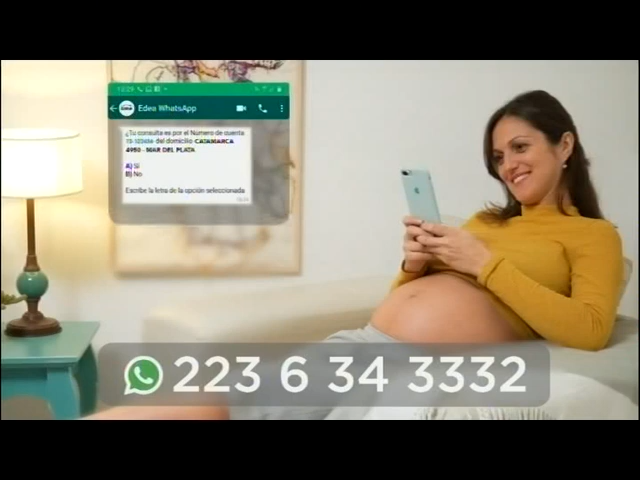 Edea WhatsApp
¿Tu consulta es por el Número de cuenta
del domicilio CATAMARCA
4950 - MAR DEL PLATA
A) Sí
B) No
Escribe la letra de la opción seleccionada
223 6 34 3332